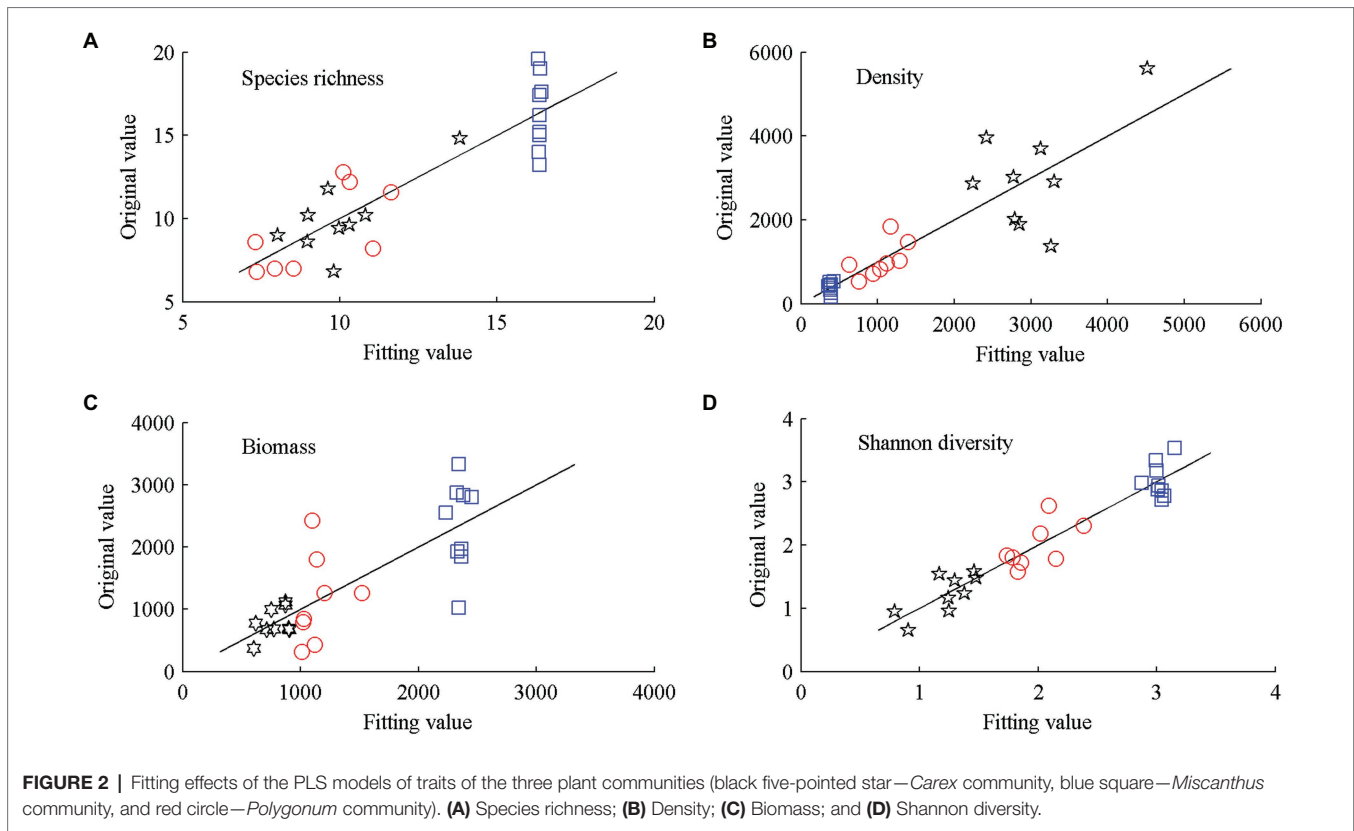 A
Species richness
20
15
10
5
5 10 15 20
Original value
Fitting value
B
Density
6000
4000
2000
0
0 1000 2000 3000 4000 5000 6000
Original value
Fitting value
C
Biomass
4000
3000
2000
1000
0
0 1000 2000 3000 4000
Original value
Fitting value
D
Shannon diversity
4
3
2
1
0
0 1 2 3 4
Original value
Fitting value
FIGURE 2 | Fitting effects of the PLS models of traits of the three plant communities (black five-pointed star—Carex community, blue square—Miscanthus
community, and red circle—Polygonum community). (A) Species richness; (B) Density; (C) Biomass; and (D) Shannon diversity.